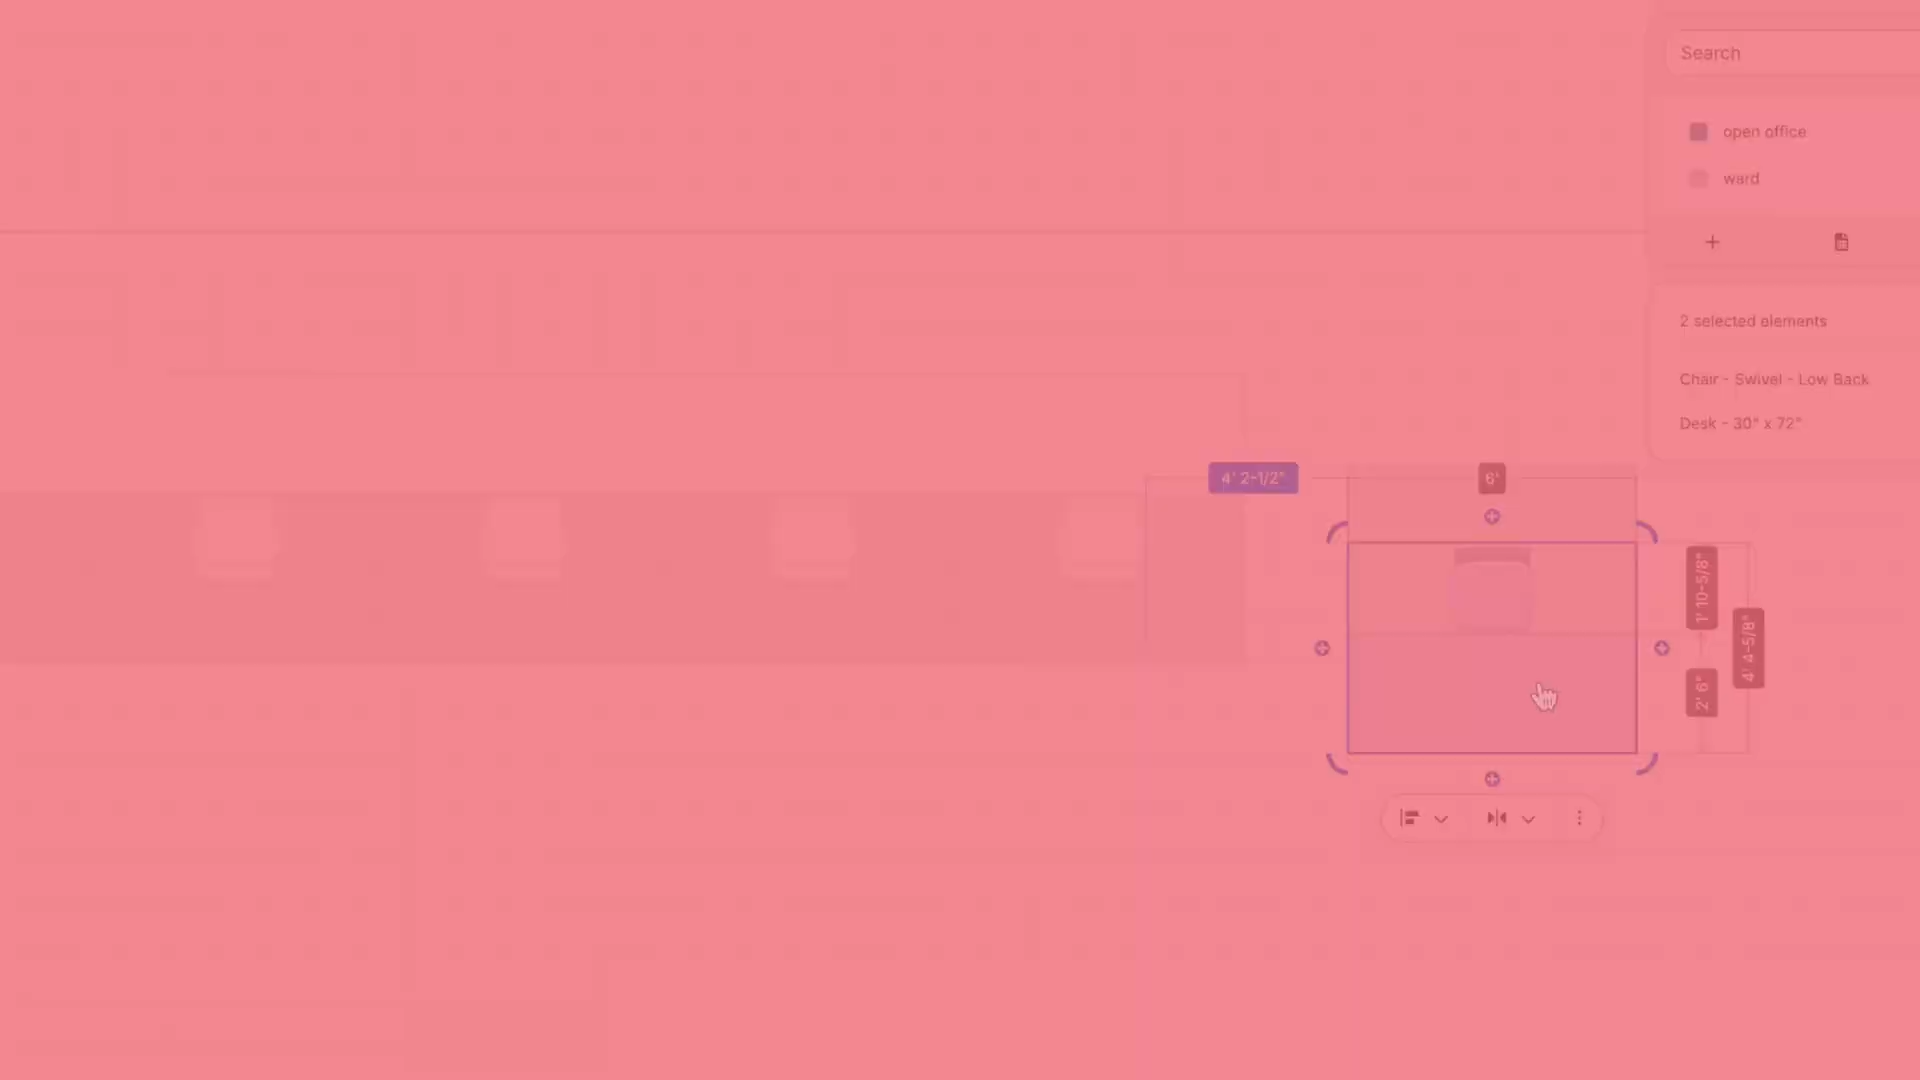 Search
open office
ward
2 selected elements
Chair - Swivel - Low Back
Desk - 30" x 72"
4' 2-1/2"
6'
1' 10-5/8"
4' 4-5/8"
2' 6"